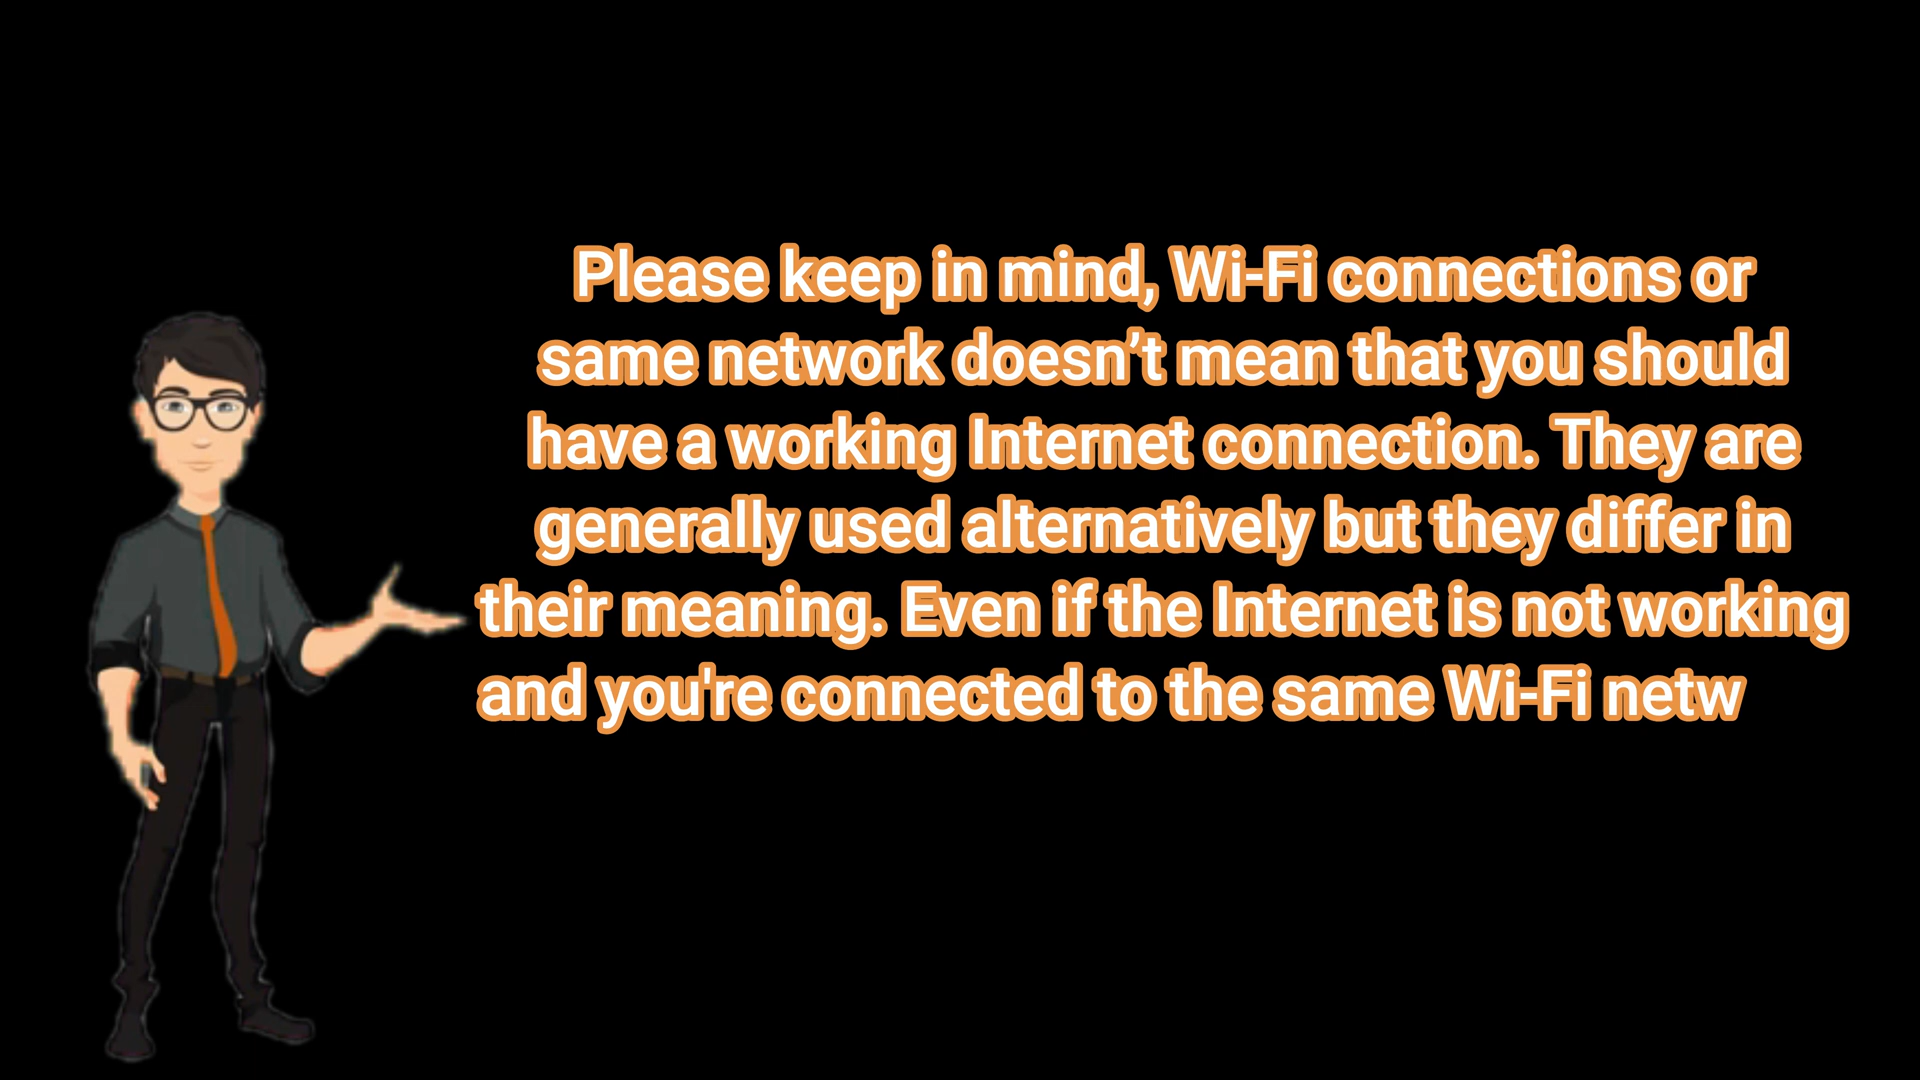 Please keep in mind, Wi-Fi connections or
same network doesn’t mean that you should
have a working Internet connection. They are
generally used alternatively but they differ in
their meaning. Even if the Internet is not working
and you're connected to the same Wi-Fi netw